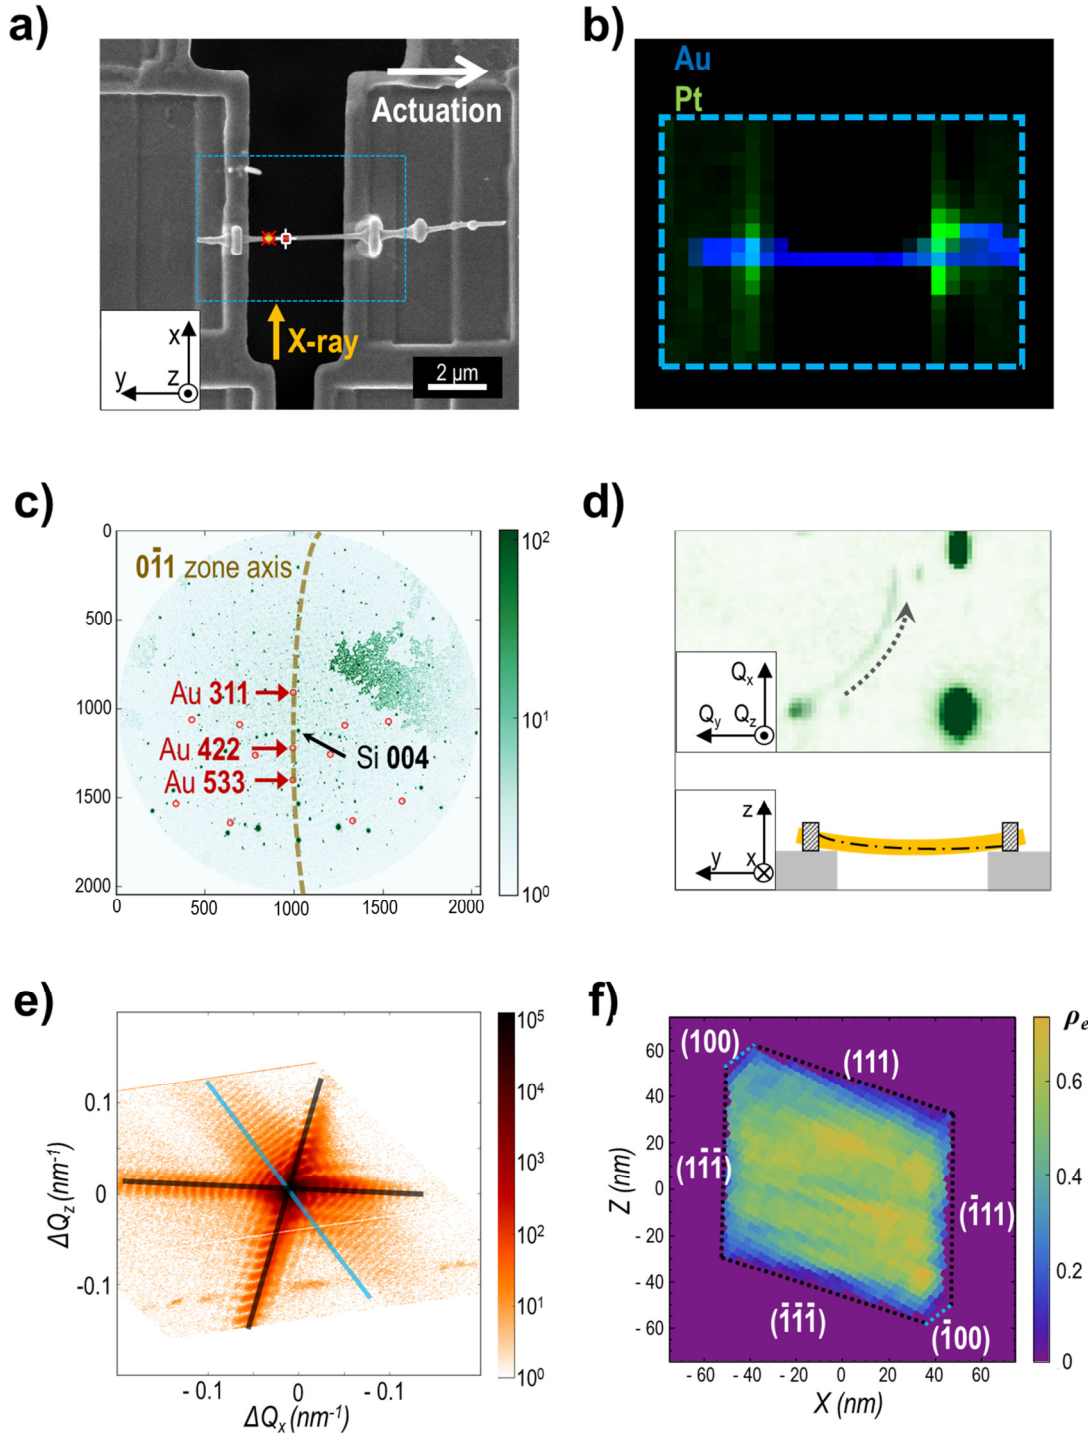 a)
Actuation
X-ray
x
y
z
2 µm
b)
Au
Pt
c)
0
500
1000
1500
2000
0 500 1000 1500 2000
01̄1 zone axis
Au 311
Au 422
Au 533
Si 004
10²
10¹
10⁰
d)
Qₓ
Q_y Q_z
z
y x
e)
ΔQ_z (nm⁻¹)
0.1
0
-0.1
- 0.1 0 - 0.1
ΔQₓ (nm⁻¹)
10⁵
10⁴
10³
10²
10¹
10⁰
f)
Z (nm)
60
40
20
0
- 20
- 40
- 60
- 60 - 40 - 20 0 20 40 60
X (nm)
(100)
(111)
(11̄1̄)
(1̄11)
(1̄1̄1̄)
(1̄00)
ρₑ
0.6
0.4
0.2
0